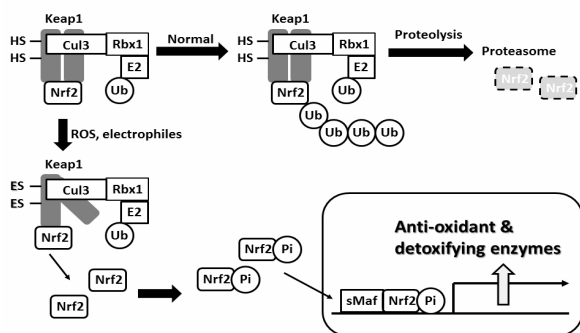 Keap1
HS
HS
Cul3
Rbx1
E2
Nrf2
Ub
Normal
Keap1
HS
HS
Cul3
Rbx1
E2
Nrf2
Ub
Ub
Ub
Ub
Ub
Proteolysis
Proteasome
Nrf2
Nrf2
ROS, electrophiles
Keap1
ES
ES
Cul3
Rbx1
E2
Nrf2
Ub
Nrf2
Nrf2
Nrf2
Pi
Nrf2
Pi
Anti-oxidant &
detoxifying enzymes
sMaf
Nrf2
Pi